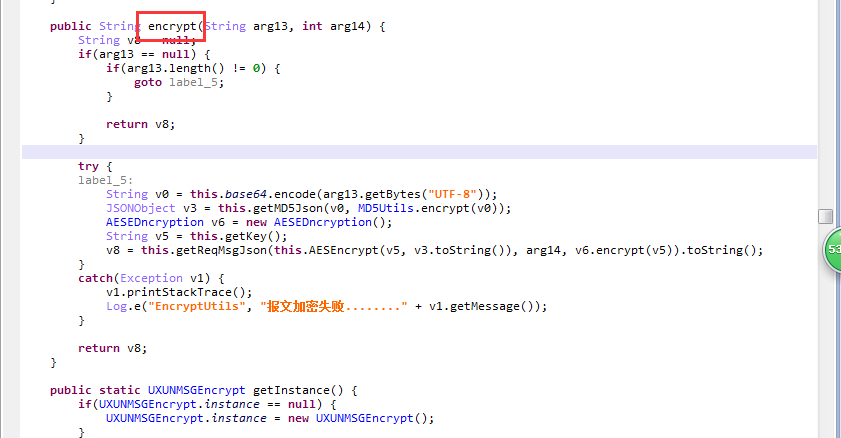 }
public String encrypt(String arg13, int arg14) {
String v8 = null;
if(arg13 == null) {
if(arg13.length() != 0) {
goto label_5;
}
return v8;
}
try {
label_5:
String v0 = this.base64.encode(arg13.getBytes("UTF-8"));
JSONObject v3 = this.getMD5Json(v0, MD5Utils.encrypt(v0));
AESEDncryption v6 = new AESEDncryption();
String v5 = this.getKey();
v8 = this.getReqMsgJson(this.AESEncrypt(v5, v3.toString()), arg14, v6.encrypt(v5)).toString();
}
catch(Exception v1) {
v1.printStackTrace();
Log.e("EncryptUtils", "报文加密失败........" + v1.getMessage());
}
return v8;
}
public static UXUNMSGEncrypt getInstance() {
if(UXUNMSGEncrypt.instance == null) {
UXUNMSGEncrypt.instance = new UXUNMSGEncrypt();
}